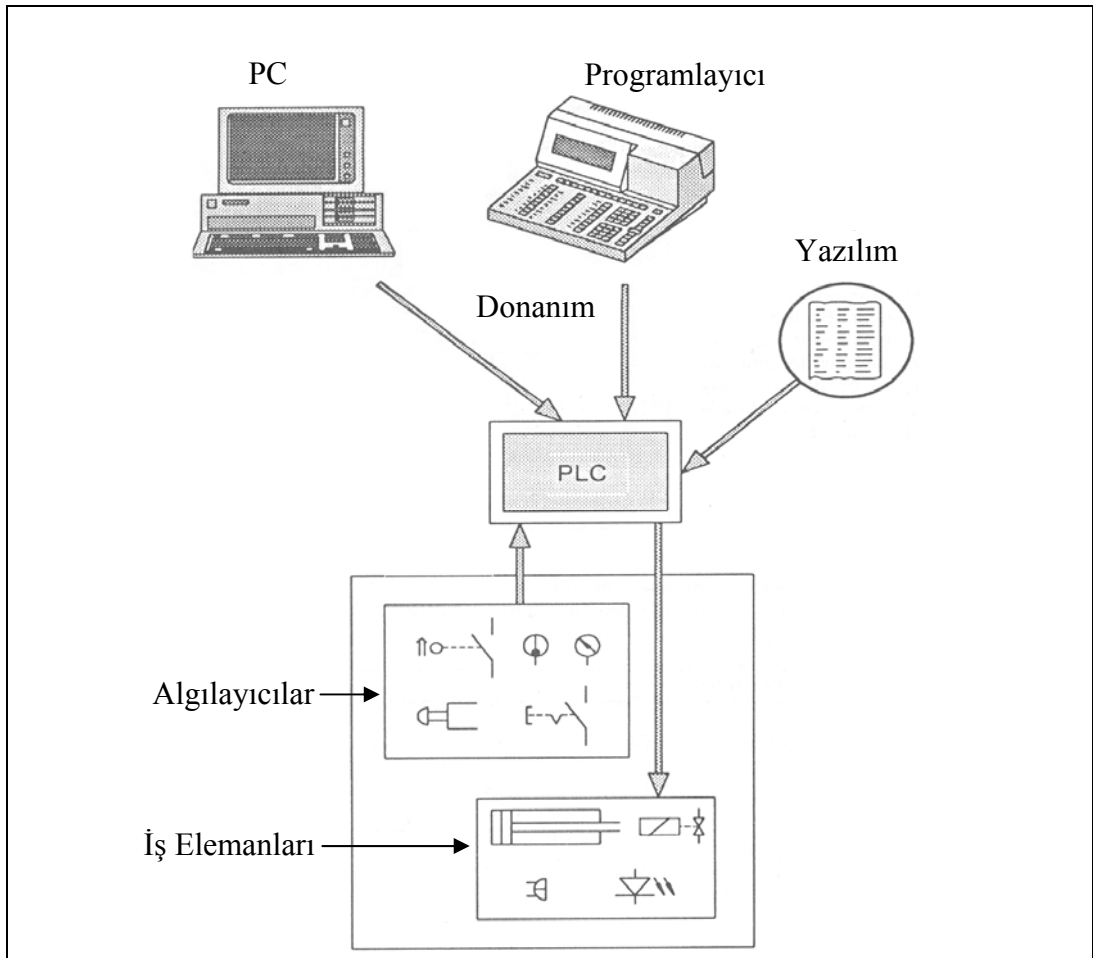 PC
Programlayıcı
Yazılım
Donanım
PLC
Algılayıcılar
İş Elemanları